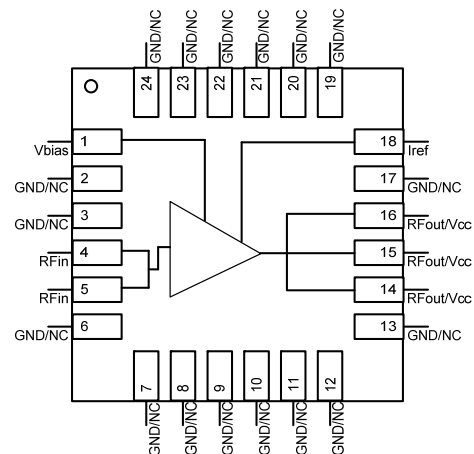 GND/NC GND/NC GND/NC GND/NC GND/NC GND/NC
24 23 22 21 20 19
Vbias 1 18 Iref
GND/NC 2 17 GND/NC
GND/NC 3 16 RFout/Vcc
RFin 4 15 RFout/Vcc
RFin 5 14 RFout/Vcc
GND/NC 6 13 GND/NC
7 8 9 10 11 12
GND/NC GND/NC GND/NC GND/NC GND/NC GND/NC